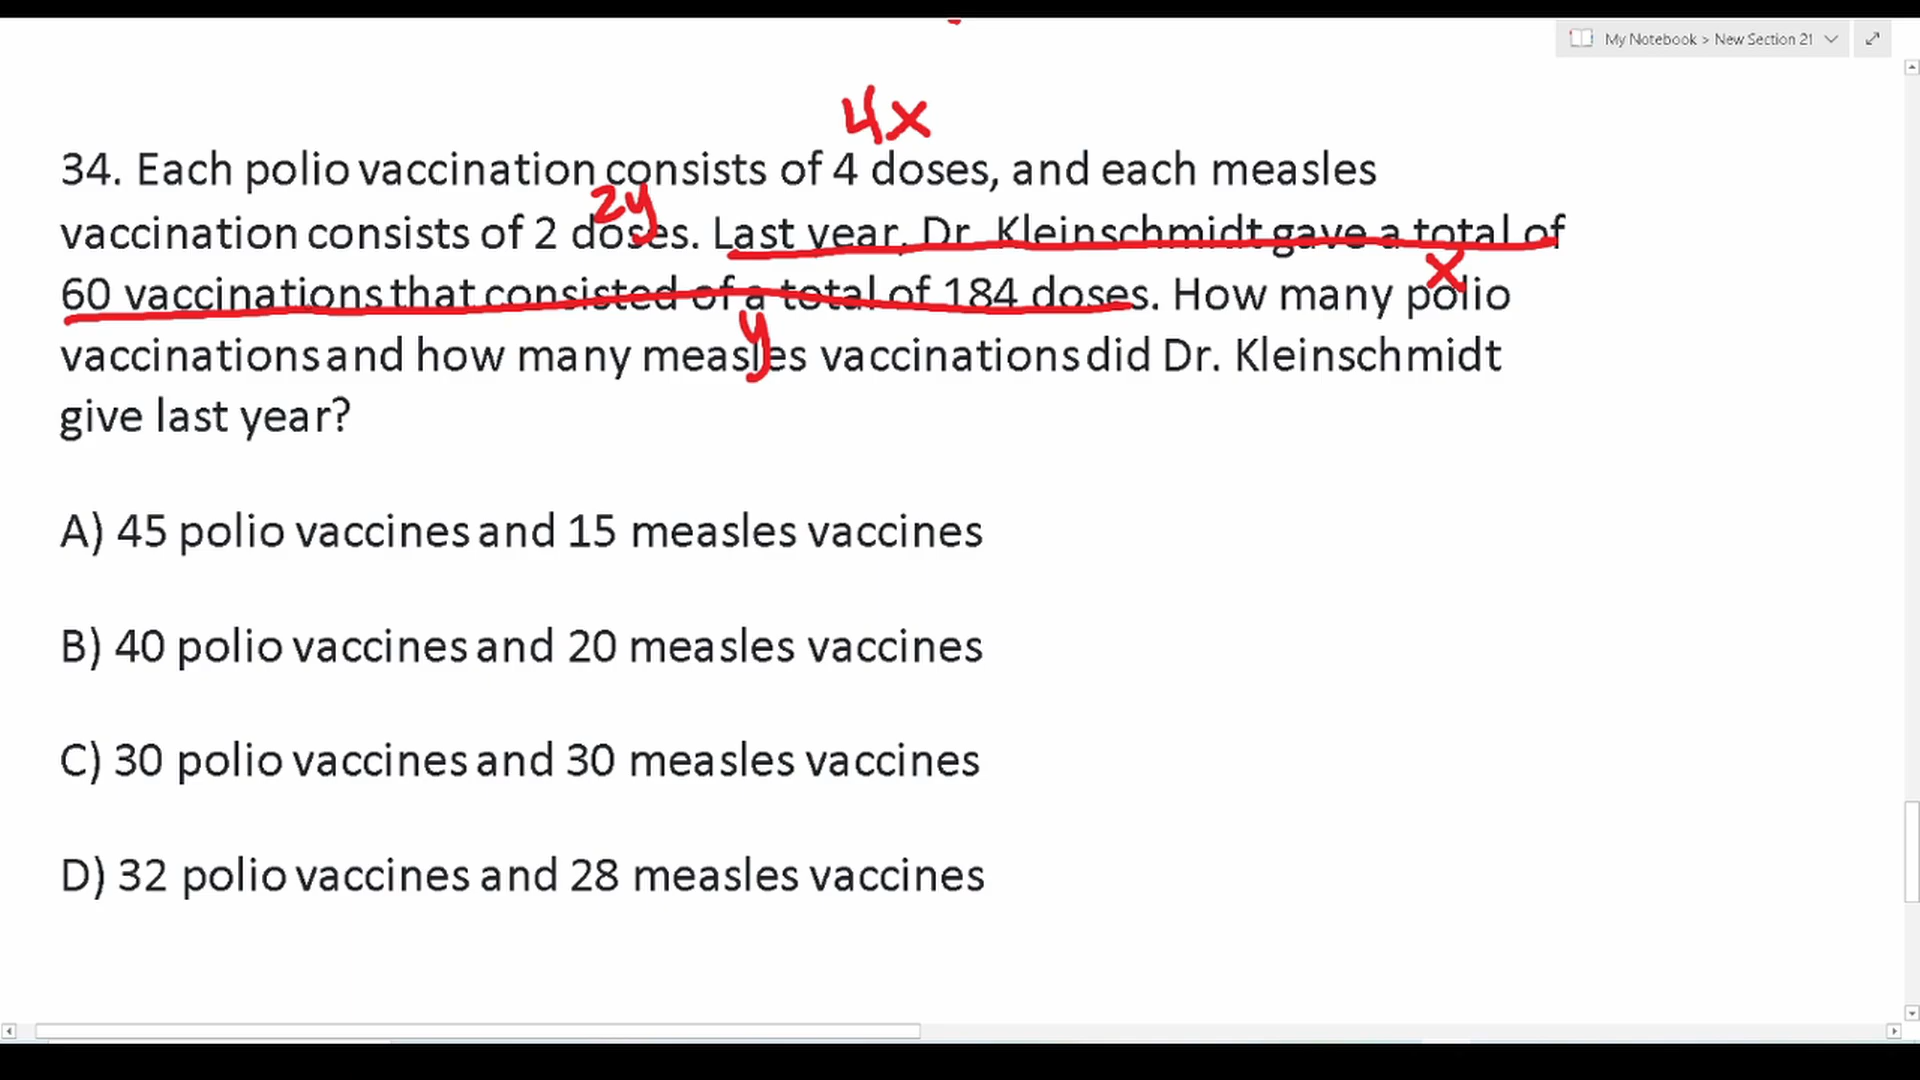 My Notebook > New Section 21
4x
34. Each polio vaccination consists of 4 doses, and each measles
2y
vaccination consists of 2 doses. Last year, Dr. Kleinschmidt gave a total of
x
60 vaccinations that consisted of a total of 184 doses. How many polio
y
vaccinations and how many measles vaccinations did Dr. Kleinschmidt
give last year?
A) 45 polio vaccines and 15 measles vaccines
B) 40 polio vaccines and 20 measles vaccines
C) 30 polio vaccines and 30 measles vaccines
D) 32 polio vaccines and 28 measles vaccines